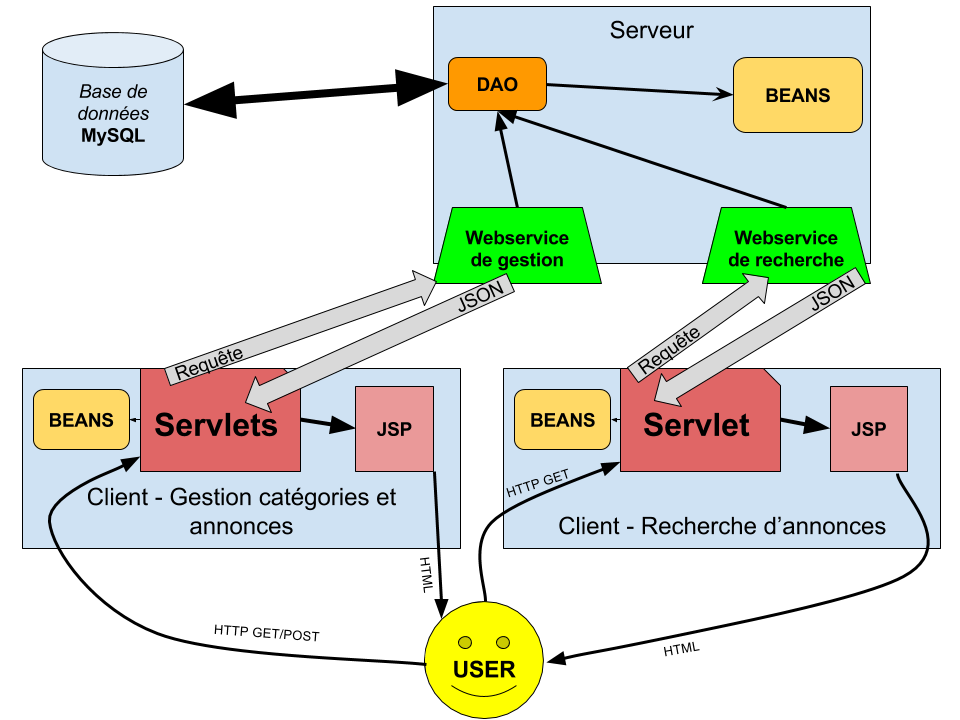 Serveur
Base de
données
MySQL
DAO
BEANS
Webservice
de gestion
Webservice
de recherche
Requête
JSON
Requête
JSON
BEANS
Servlets
JSP
Client - Gestion catégories et
annonces
BEANS
Servlet
JSP
Client - Recherche d'annonces
HTTP GET
HTML
HTTP GET/POST
HTML
USER